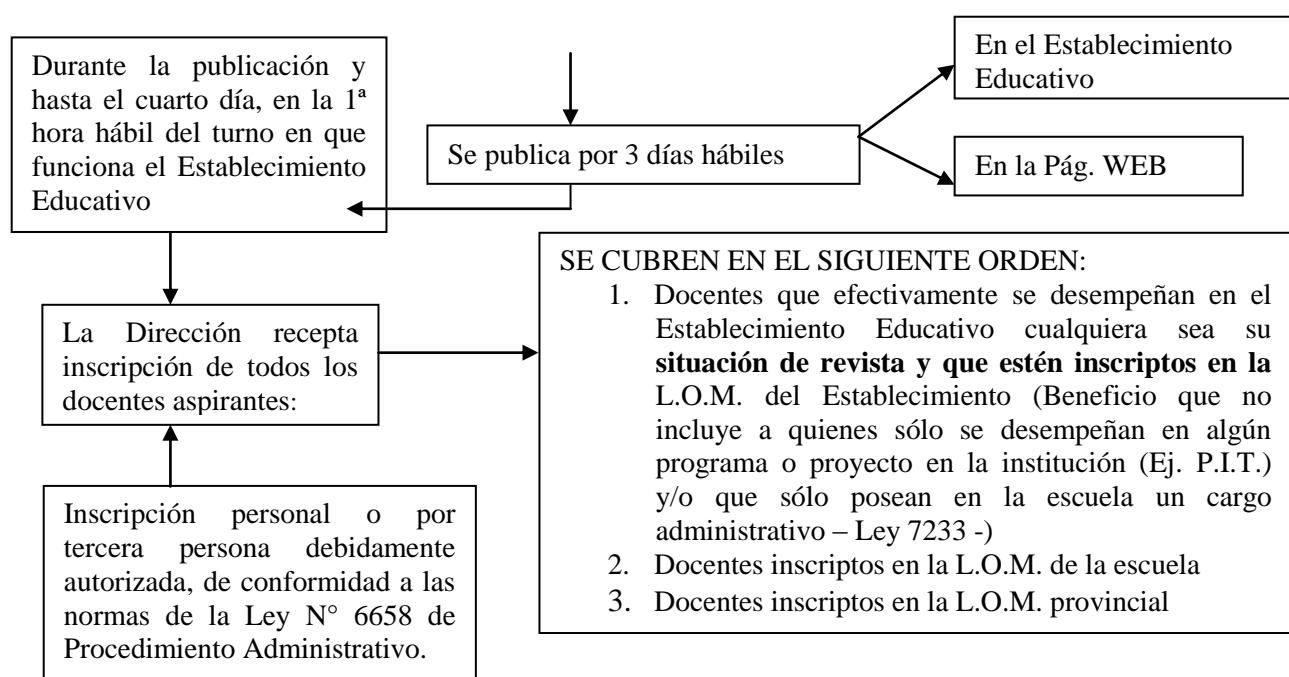 Durante la publicación y
hasta el cuarto día, en la 1ª
hora hábil del turno en que
funciona el Establecimiento
Educativo
Se publica por 3 días hábiles
En el Establecimiento
Educativo
En la Pág. WEB
La Dirección recepta
inscripción de todos los
docentes aspirantes:
Inscripción personal o por
tercera persona debidamente
autorizada, de conformidad a las
normas de la Ley N° 6658 de
Procedimiento Administrativo.
SE CUBREN EN EL SIGUIENTE ORDEN:
1. Docentes que efectivamente se desempeñan en el
Establecimiento Educativo cualquiera sea su
situación de revista y que estén inscriptos en la
L.O.M. del Establecimiento (Beneficio que no
incluye a quienes sólo se desempeñan en algún
programa o proyecto en la institución (Ej. P.I.T.)
y/o que sólo posean en la escuela un cargo
administrativo – Ley 7233 -)
2. Docentes inscriptos en la L.O.M. de la escuela
3. Docentes inscriptos en la L.O.M. provincial